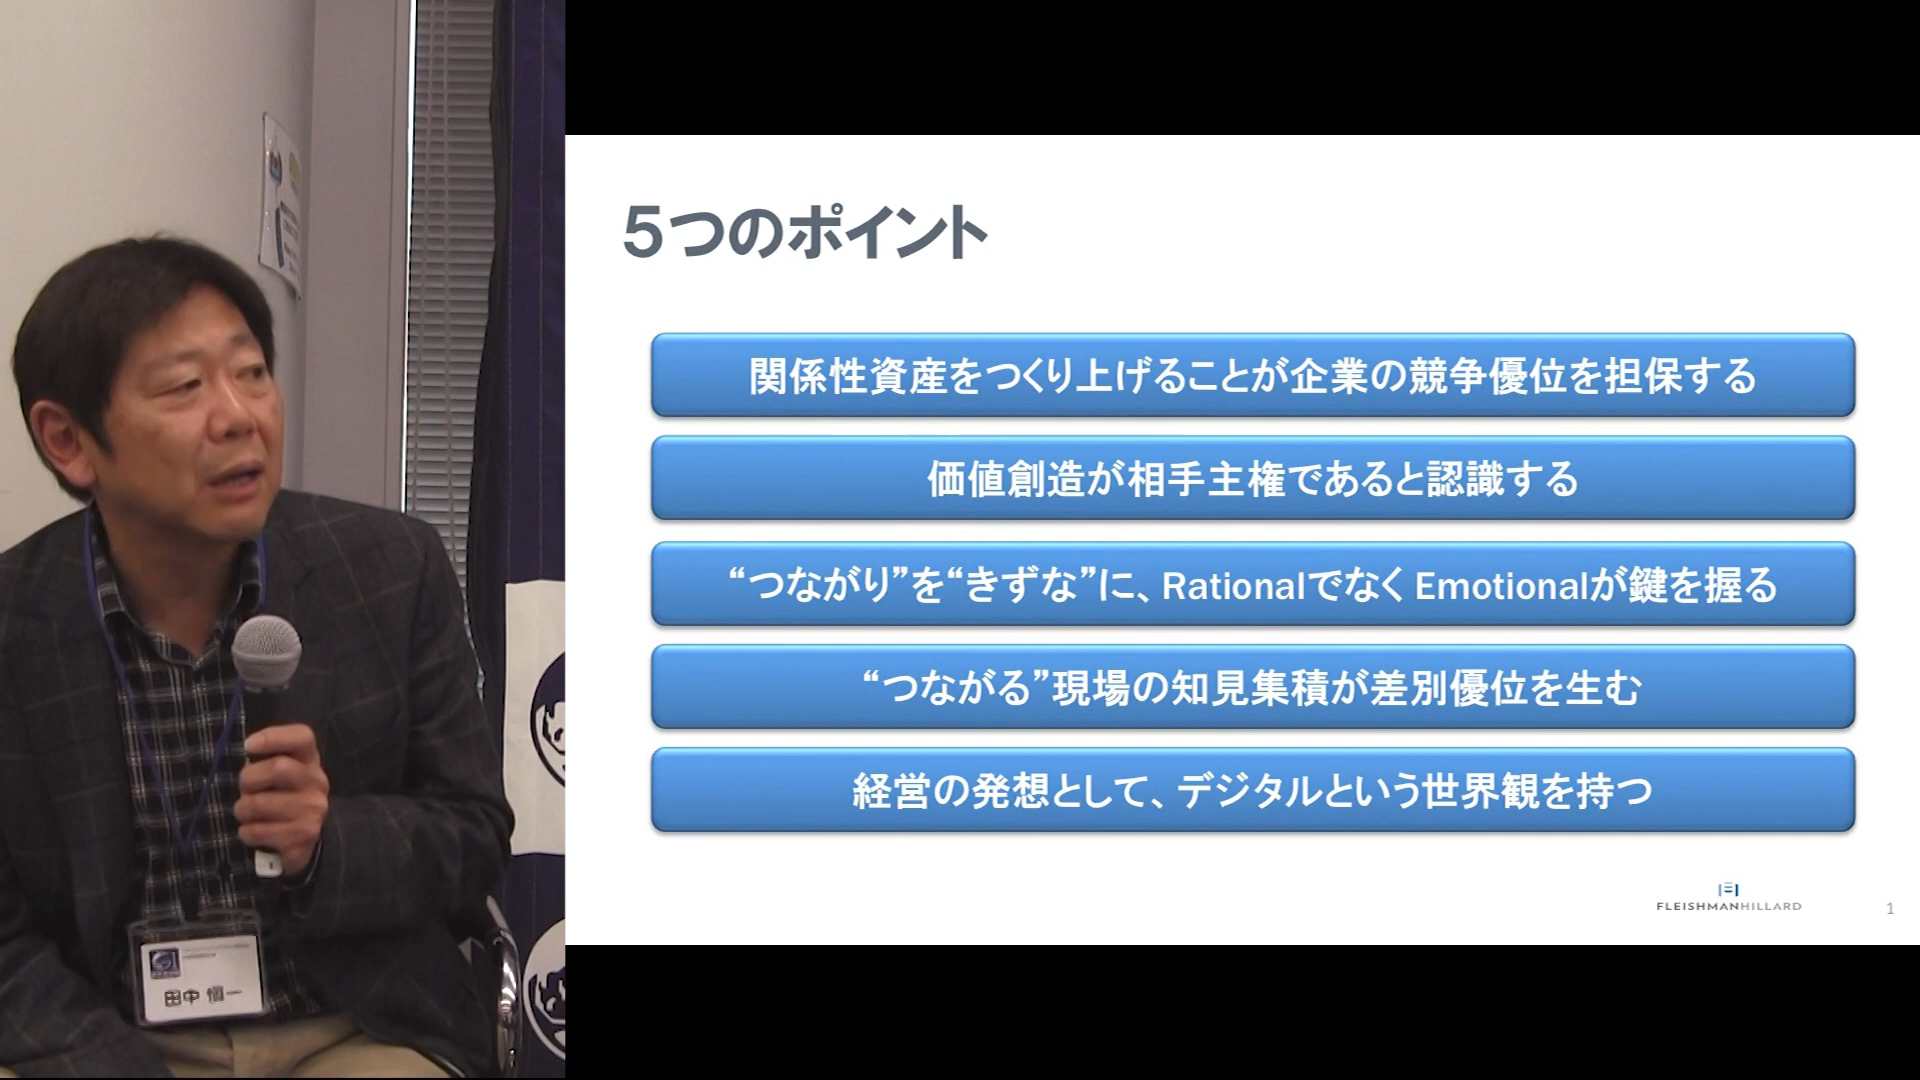 5つのポイント
関係性資産をつくり上げることが企業の競争優位を担保する
価値創造が相手主権であると認識する
“つながり”を“きずな”に、RationalでなくEmotionalが鍵を握る
“つながる”現場の知見集積が差別優位を生む
経営の発想として、デジタルという世界観を持つ
FLEISHMANHILLARD
1
田中 愼一